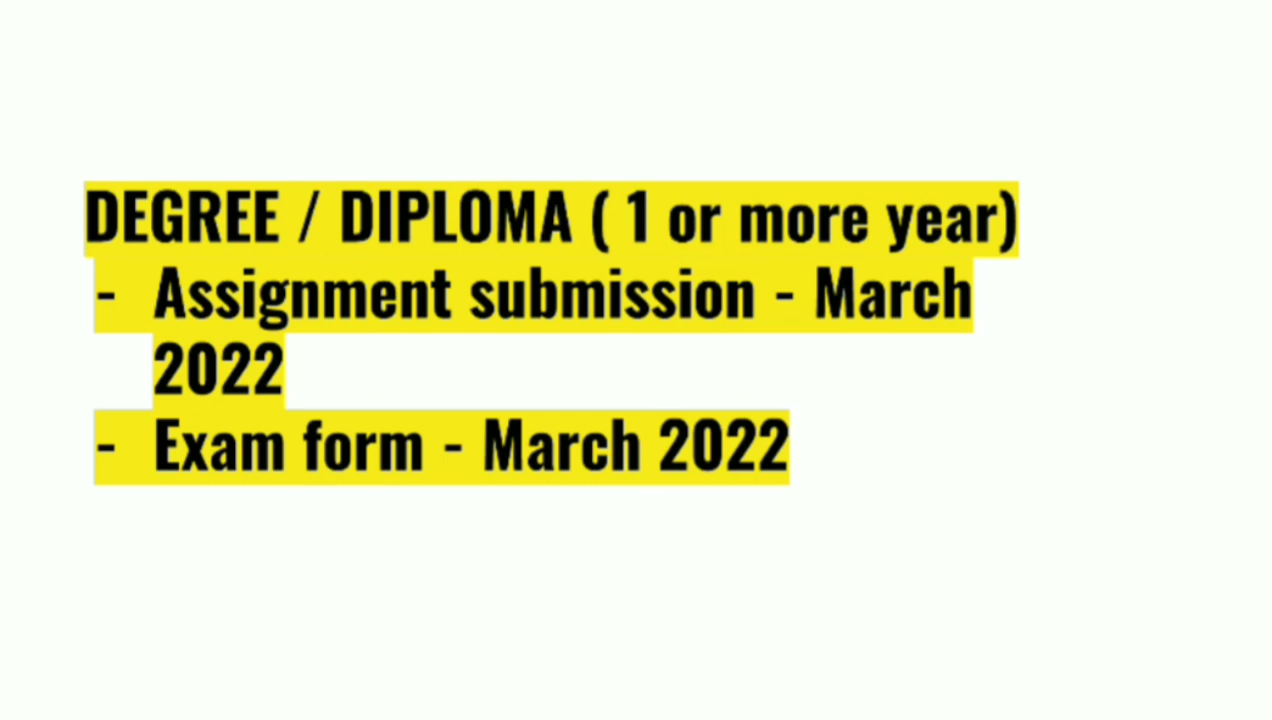 DEGREE / DIPLOMA ( 1 or more year)
- Assignment submission - March
2022
- Exam form - March 2022